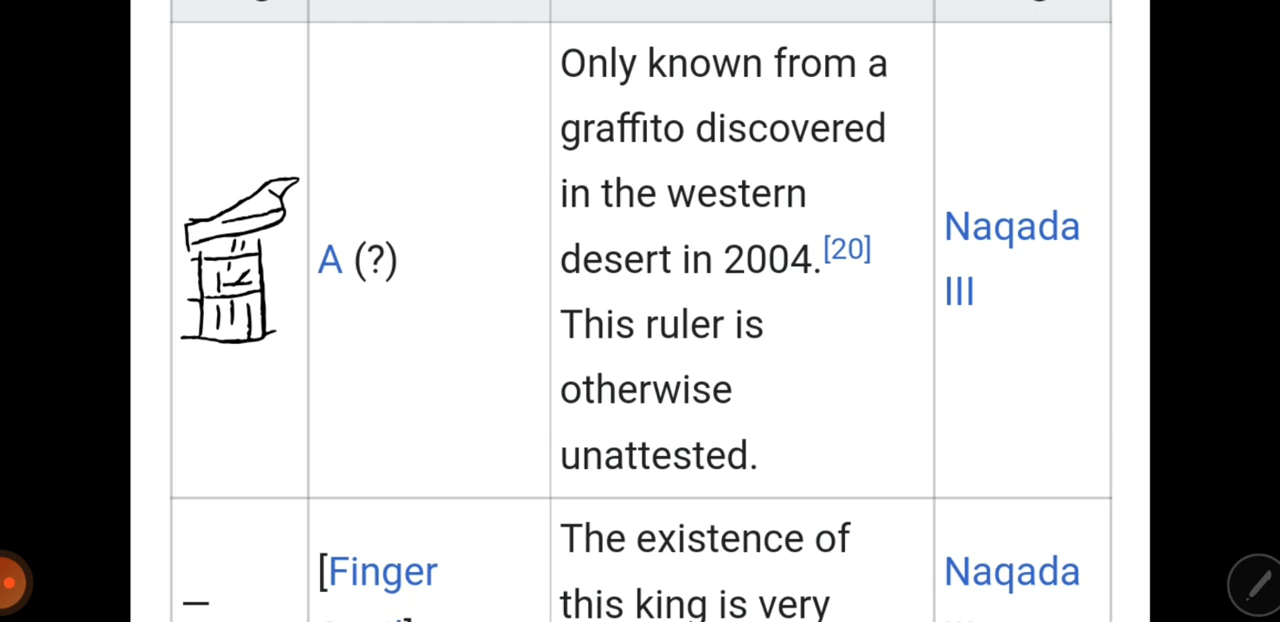 Only known from a
graffito discovered
in the western
desert in 2004.[20]
This ruler is
otherwise
unattested.
A (?)
Naqada
III
The existence of
this king is very
[Finger
Naqada
—